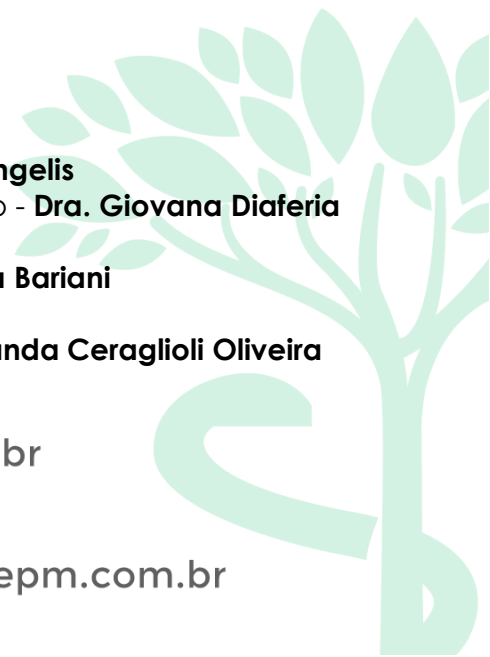 ngelis
o - Dra. Giovana Diaferia
a Bariani
anda Ceraglioli Oliveira
br
epm.com.br